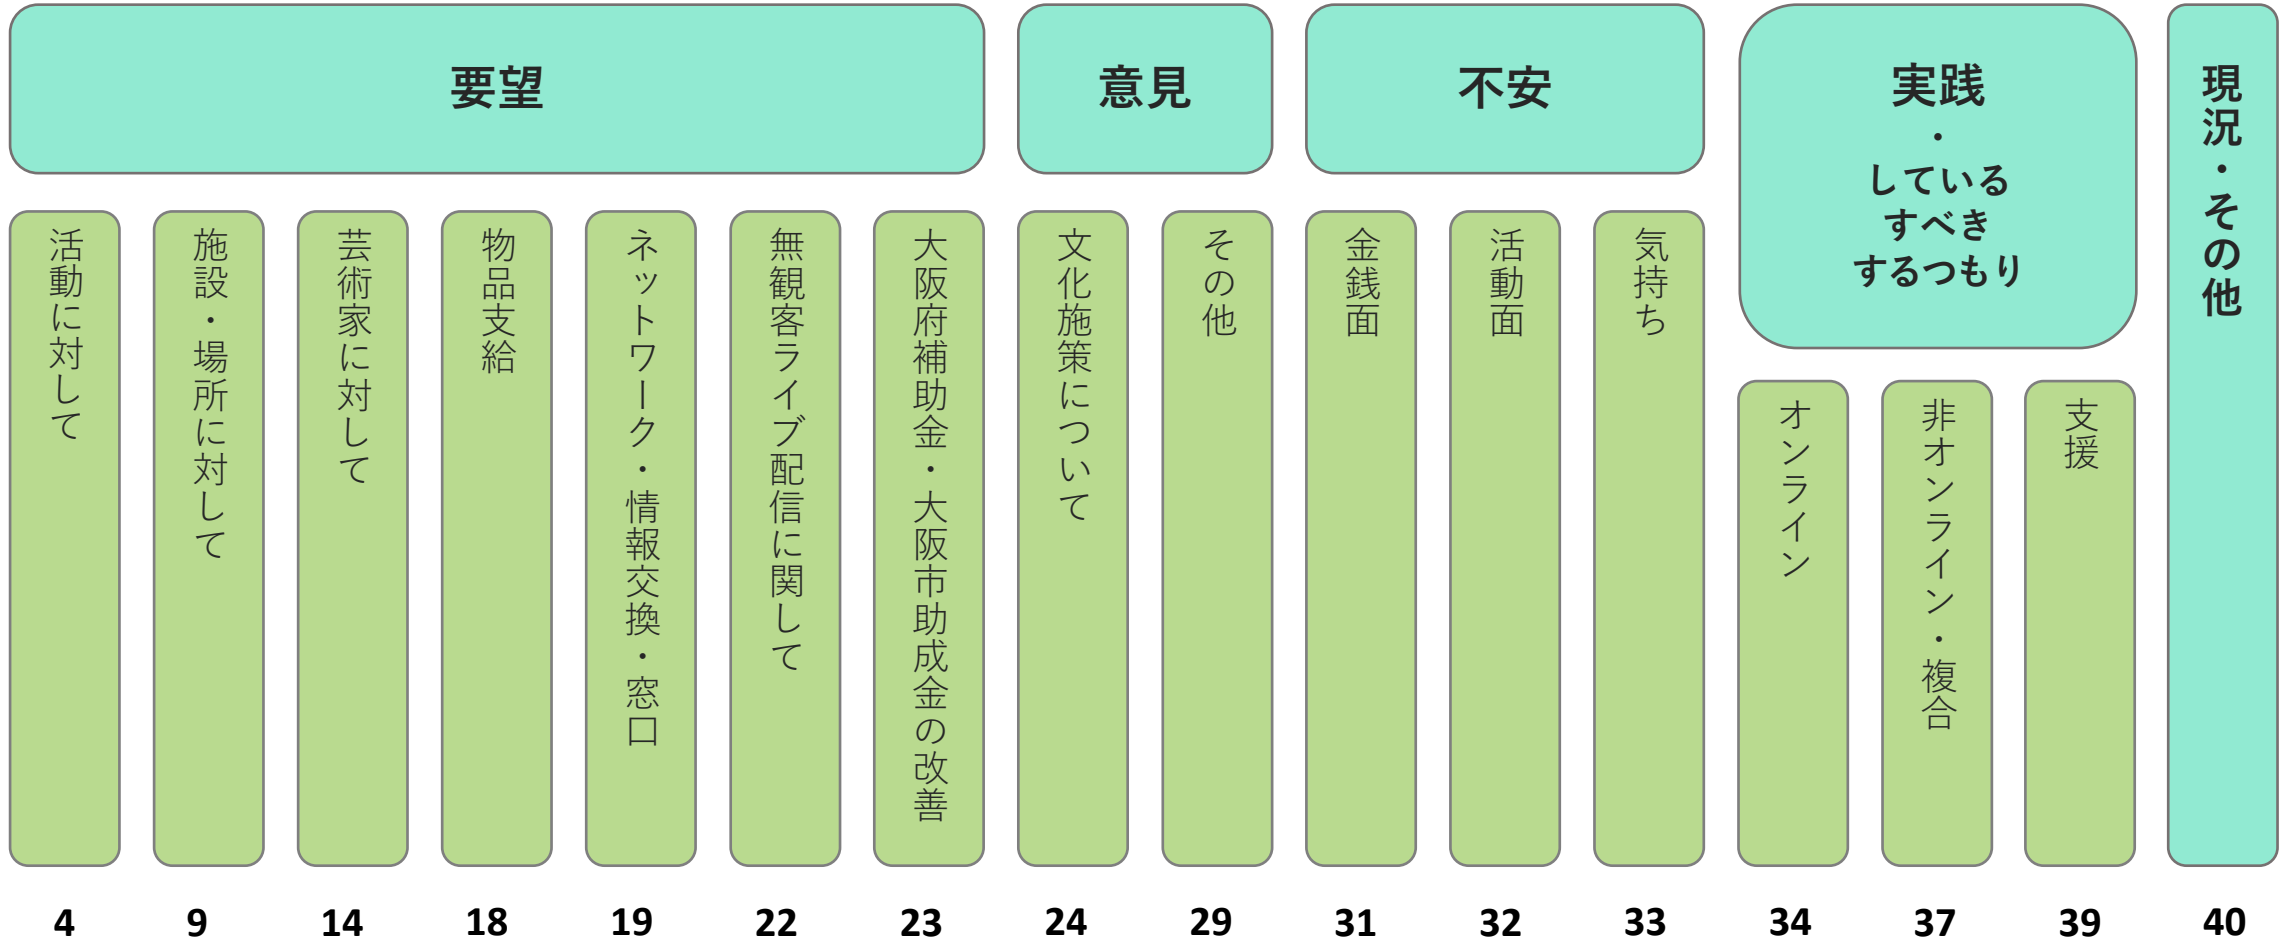 要望
意見
不安
実践
・
している
すべき
するつもり
現況・その他
活動に対して
施設・場所に対して
芸術家に対して
物品支給
ネットワーク・情報交換・窓口
無観客ライブ配信に関して
大阪府補助金・大阪市助成金の改善
文化施策について
その他
金銭面
活動面
気持ち
オンライン
非オンライン・複合
支援
4 9 14 18 19 22 23 24 29 31 32 33 34 37 39 40